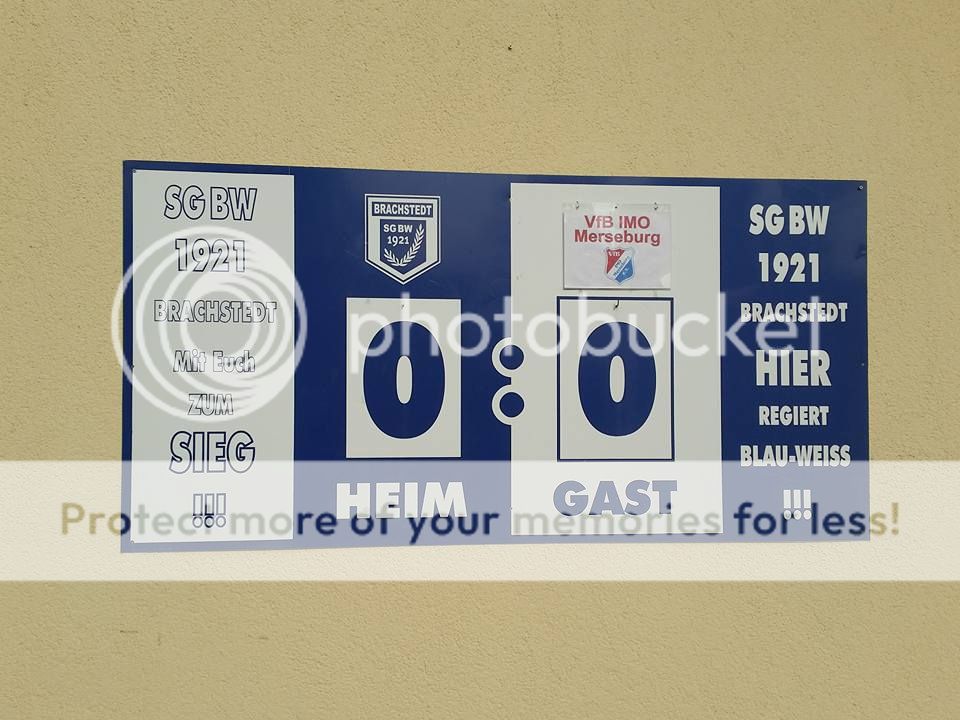 SG BW
1921
BRACHSTEDT
Mit Euch
ZUM
SIEG
!!!
BRACHSTEDT
SG BW
1921
0
HEIM
:
VfB IMO
Merseburg
VfB
0
GAST
SG BW
1921
BRACHSTEDT
HIER
REGIERT
BLAU-WEISS
!!!
photobucket
Protect more of your memories for less!